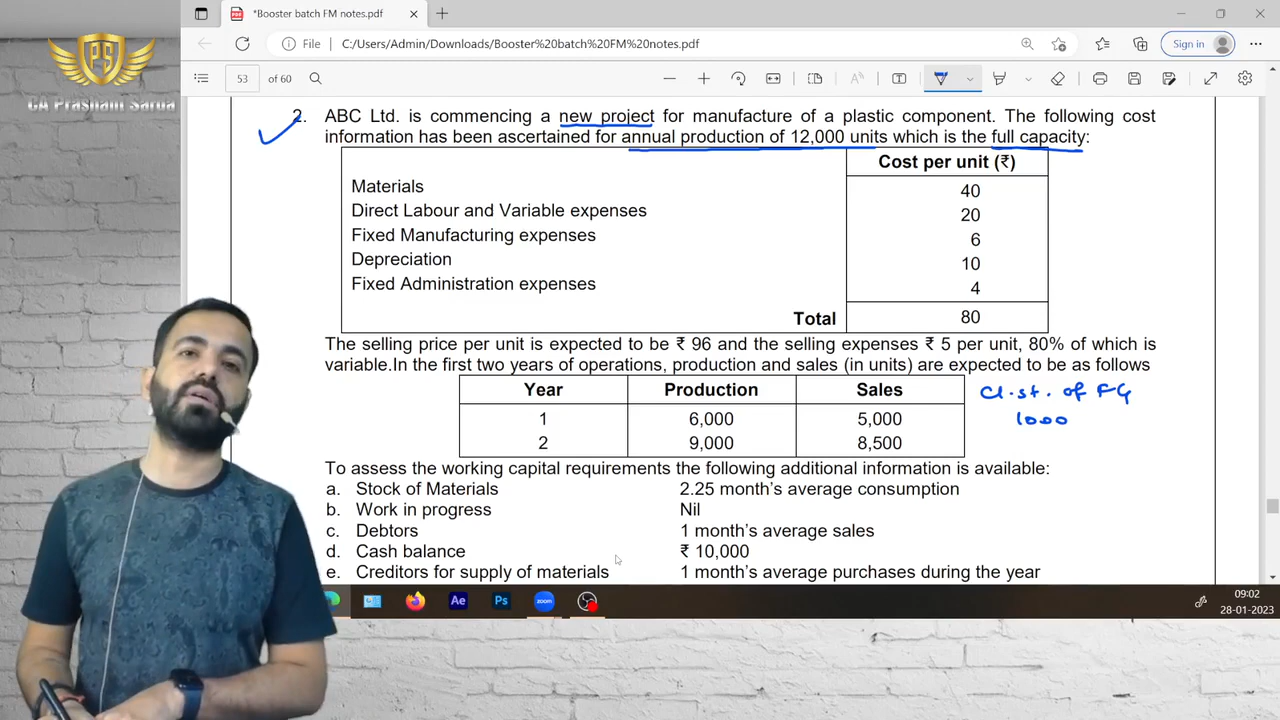 *Booster batch FM notes.pdf
File
C:/Users/Admin/Downloads/Booster%20batch%20FM%20notes.pdf
Sign in
53 of 60
PS
CA Prashant Sarda
2. ABC Ltd. is commencing a new project for manufacture of a plastic component. The following cost
information has been ascertained for annual production of 12,000 units which is the full capacity:
Cost per unit (₹)
Materials 40
Direct Labour and Variable expenses 20
Fixed Manufacturing expenses 6
Depreciation 10
Fixed Administration expenses 4
Total 80
The selling price per unit is expected to be ₹ 96 and the selling expenses ₹ 5 per unit, 80% of which is
variable.In the first two years of operations, production and sales (in units) are expected to be as follows
Year Production Sales
1 6,000 5,000
2 9,000 8,500
Cl. st. of FG
1000
To assess the working capital requirements the following additional information is available:
a. Stock of Materials 2.25 month's average consumption
b. Work in progress Nil
c. Debtors 1 month's average sales
d. Cash balance ₹ 10,000
e. Creditors for supply of materials 1 month's average purchases during the year
Ae
Ps
zoom
09:02
28-01-2023